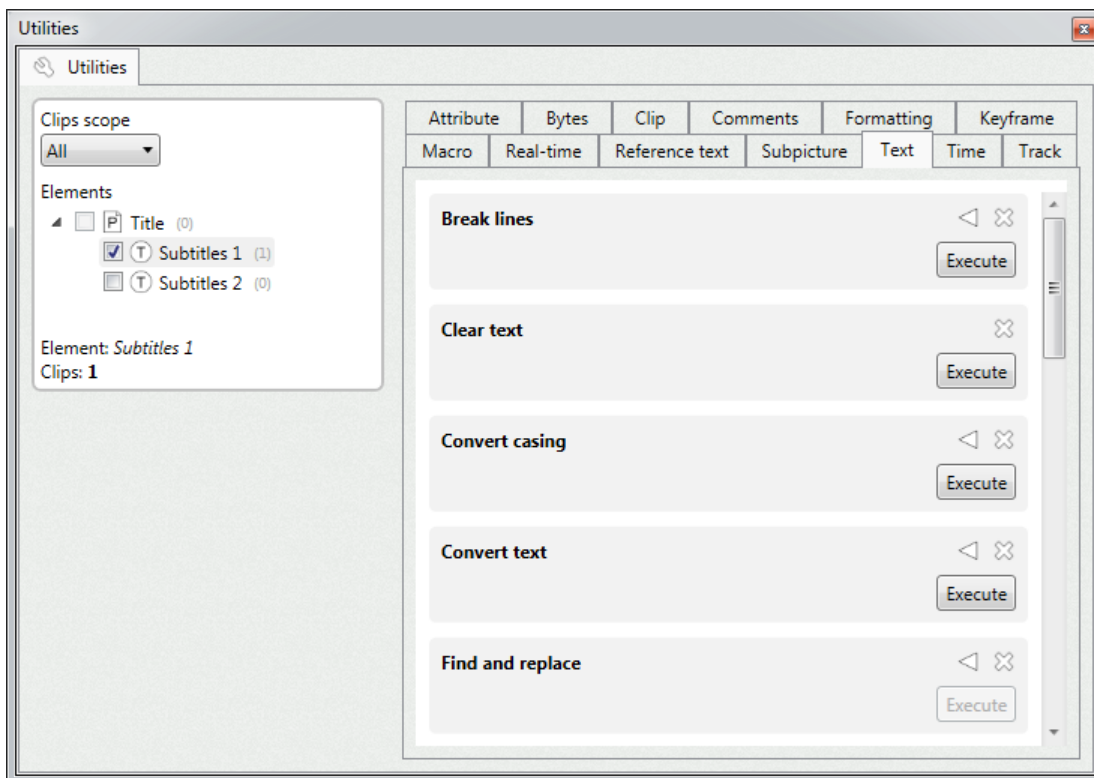 Utilities
Utilities
Clips scope
All
Elements
P Title (0)
T Subtitles 1 (1)
T Subtitles 2 (0)
Element: Subtitles 1
Clips: 1
Attribute Bytes Clip Comments Formatting Keyframe
Macro Real-time Reference text Subpicture Text Time Track
Break lines
Execute
Clear text
Execute
Convert casing
Execute
Convert text
Execute
Find and replace
Execute